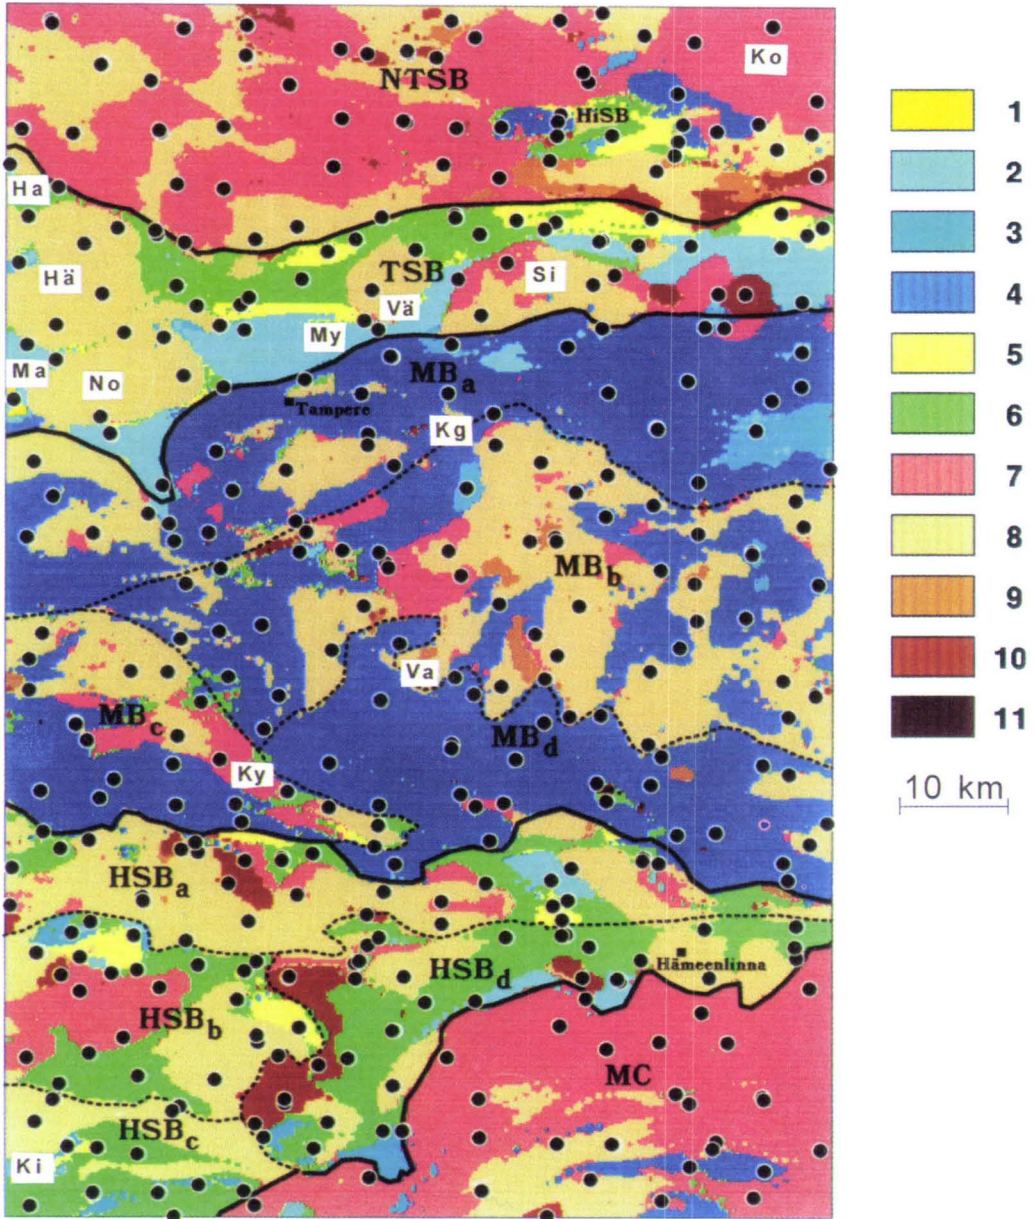 NTSB
Ko
HiSB
Ha
Hä
TSB
Si
Vä
My
Ma
No
MBa
Tampere
Kg
MBb
Va
MBc
MBd
Ky
HSBa
HSBd
Hämeenlinna
HSBb
MC
HSBc
Ki
1
2
3
4
5
6
7
8
9
10
11
10 km